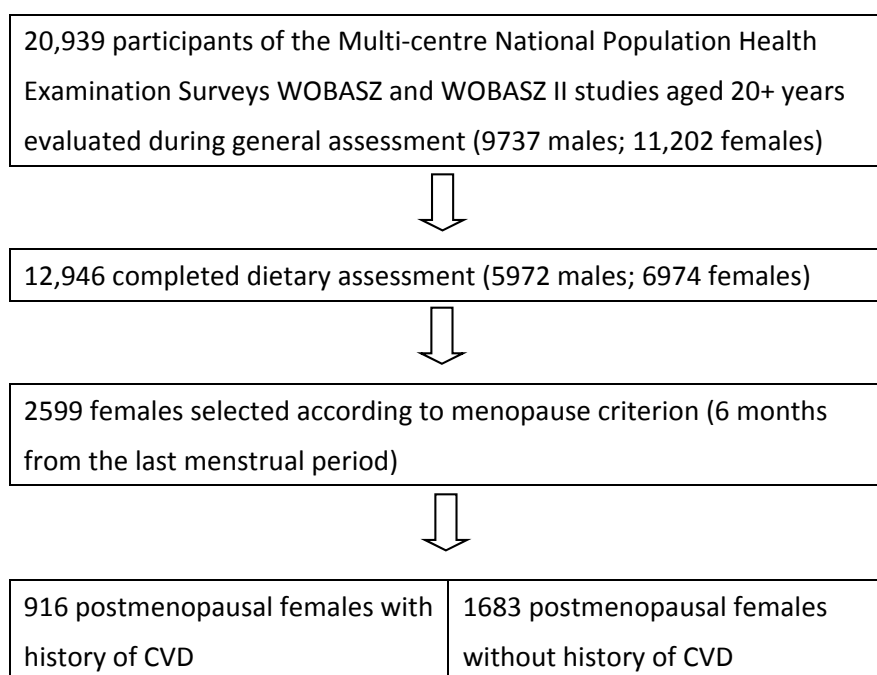 20,939 participants of the Multi-centre National Population Health
Examination Surveys WOBASZ and WOBASZ II studies aged 20+ years
evaluated during general assessment (9737 males; 11,202 females)
12,946 completed dietary assessment (5972 males; 6974 females)
2599 females selected according to menopause criterion (6 months
from the last menstrual period)
916 postmenopausal females with
history of CVD
1683 postmenopausal females
without history of CVD